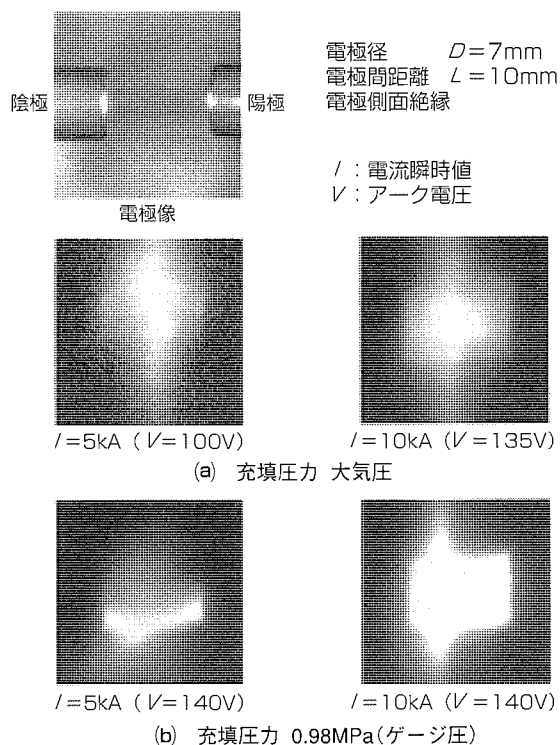 電極径 D=7mm
電極間距離 L=10mm
電極側面絶縁
陰極
陽極
I:電流瞬時値
V:アーク電圧
電極像
I=5kA (V=100V)
I=10kA (V=135V)
(a) 充填圧力 大気圧
I=5kA (V=140V)
I=10kA (V=140V)
(b) 充填圧力 0.98MPa(ゲージ圧)